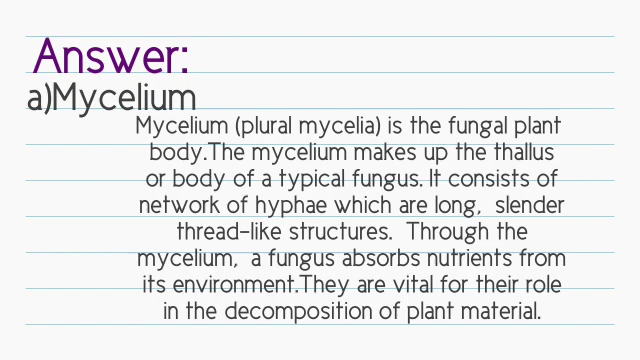 Answer:
a)Mycelium
Mycelium (plural mycelia) is the fungal plant
body.The mycelium makes up the thallus
or body of a typical fungus. It consists of
network of hyphae which are long,  slender
thread-like structures.  Through the
mycelium,  a fungus absorbs nutrients from
its environment.They are vital for their role
in the decomposition of plant material.